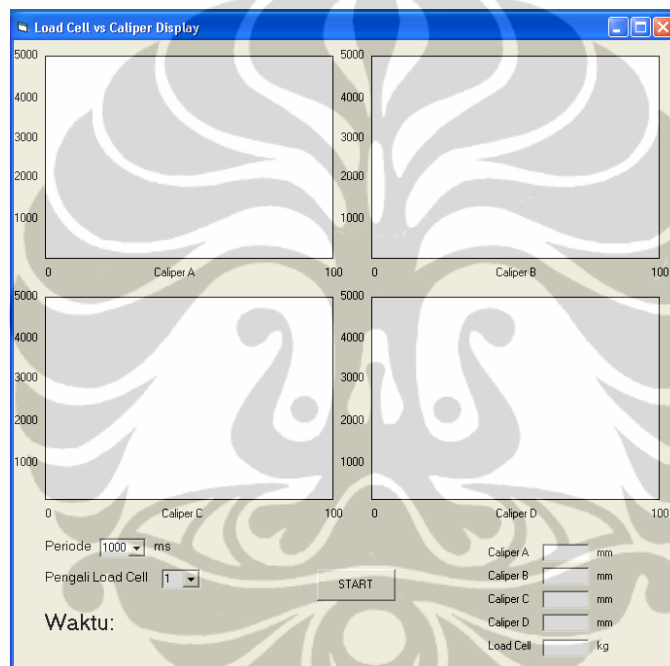 Load Cell vs Caliper Display
5000
4000
3000
2000
1000
0 Caliper A 100
5000
4000
3000
2000
1000
0 Caliper B 100
5000
4000
3000
2000
1000
0 Caliper C 100
5000
4000
3000
2000
1000
0 Caliper D 100
Periode 1000 ms
Pengali Load Cell 1
Waktu:
START
Caliper A mm
Caliper B mm
Caliper C mm
Caliper D mm
Load Cell kg